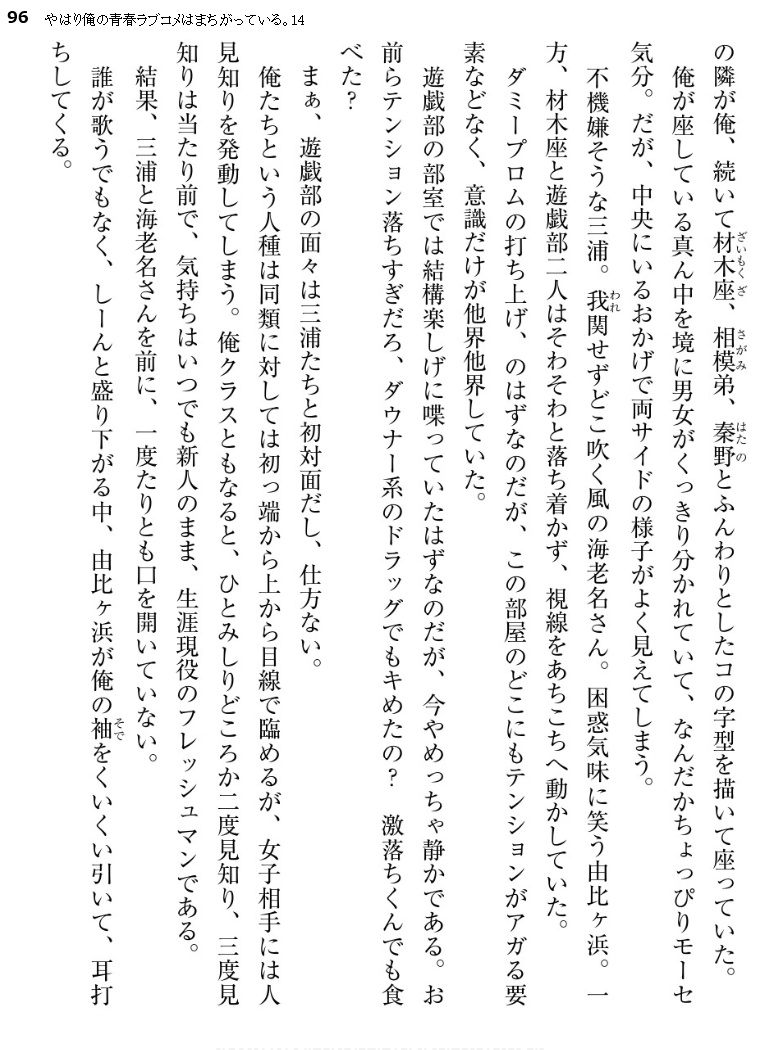 96 やはり俺の青春ラブコメはまちがっている。14
の隣が俺、続いて材木座、相模弟、秦野とふんわりとしたコの字型を描いて座っていた。
俺が座している真ん中を境に男女がくっきり分かれていて、なんだかちょっぴりモーセ
気分。だが、中央にいるおかげで両サイドの様子がよく見えてしまう。
不機嫌そうな三浦。我関せずどこ吹く風の海老名さん。困惑気味に笑う由比ヶ浜。一
方、材木座と遊戯部二人はそわそわと落ち着かず、視線をあちこちへ動かしていた。
ダミープロムの打ち上げ、のはずなのだが、この部屋のどこにもテンションがアガる要
素などなく、意識だけが他界他界していた。
遊戯部の部室では結構楽しげに喋っていたはずなのだが、今やめっちゃ静かである。お
前らテンション落ちすぎだろ、ダウナー系のドラッグでもキめたの？　激落ちくんでも食
べた？
まぁ、遊戯部の面々は三浦たちと初対面だし、仕方ない。
俺たちという人種は同類に対しては初っ端から上から目線で臨めるが、女子相手には人
見知りを発動してしまう。俺クラスともなると、ひとみしりどころか二度見知り、三度見
知りは当たり前で、気持ちはいつでも新人のまま、生涯現役のフレッシュマンである。
結果、三浦と海老名さんを前に、一度たりとも口を開いていない。
誰が歌うでもなく、しーんと盛り下がる中、由比ヶ浜が俺の袖をくいくい引いて、耳打
ちしてくる。